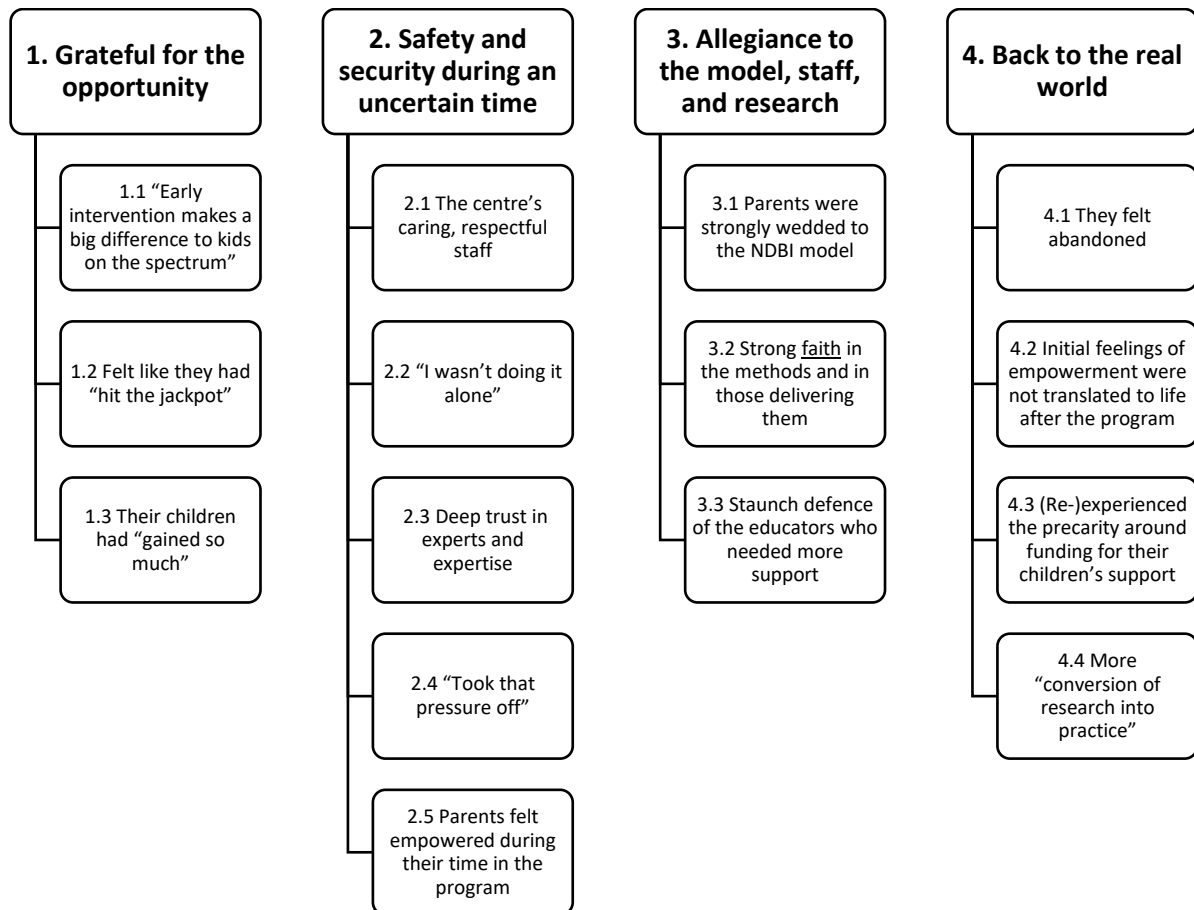 1. Grateful for the
opportunity
1.1 “Early
intervention makes a
big difference to kids
on the spectrum”
1.2 Felt like they had
“hit the jackpot”
1.3 Their children
had “gained so
much”
2. Safety and
security during an
uncertain time
2.1 The centre’s
caring, respectful
staff
2.2 “I wasn’t doing it
alone”
2.3 Deep trust in
experts and
expertise
2.4 “Took that
pressure off”
2.5 Parents felt
empowered during
their time in the
program
3. Allegiance to
the model, staff,
and research
3.1 Parents were
strongly wedded to
the NDBI model
3.2 Strong faith in
the methods and in
those delivering
them
3.3 Staunch defence
of the educators who
needed more
support
4. Back to the real
world
4.1 They felt
abandoned
4.2 Initial feelings of
empowerment were
not translated to life
after the program
4.3 (Re-)experienced
the precarity around
funding for their
children’s support
4.4 More
“conversion of
research into
practice”